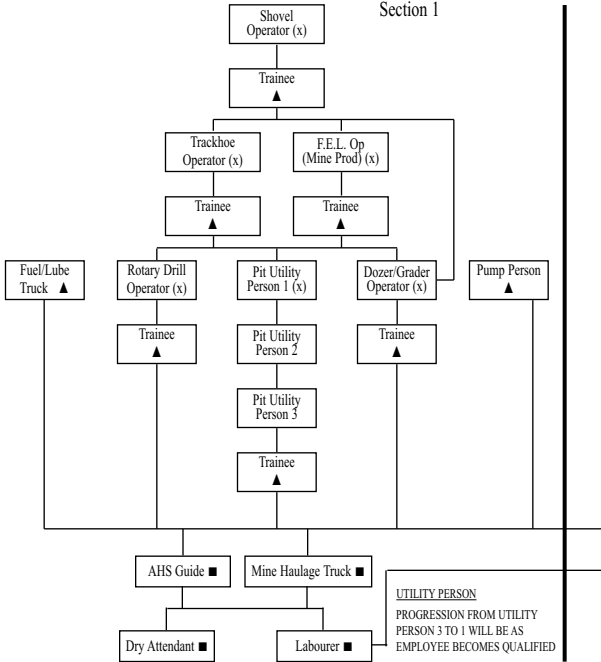 Section 1
Shovel
Operator (x)
Trainee
▲
Trackhoe
Operator (x)
F.E.L. Op
(Mine Prod) (x)
Trainee
▲
Trainee
▲
Fuel/Lube
Truck ▲
Rotary Drill
Operator (x)
Pit Utility
Person 1 (x)
Dozer/Grader
Operator (x)
Pump Person
▲
Trainee
▲
Pit Utility
Person 2
Trainee
▲
Pit Utility
Person 3
Trainee
▲
AHS Guide ■
Mine Haulage Truck ■
Dry Attendant ■
Labourer ■
UTILITY PERSON
PROGRESSION FROM UTILITY
PERSON 3 TO 1 WILL BE AS
EMPLOYEE BECOMES QUALIFIED